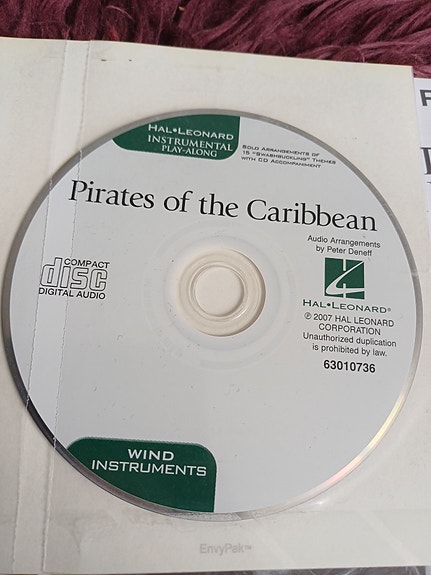 HAL•LEONARD
INSTRUMENTAL
PLAY-ALONG
SOLO ARRANGEMENTS OF
15 "SWASHBUCKLING" THEMES
WITH CD ACCOMPANIMENT
Pirates of the Caribbean
COMPACT
disc
DIGITAL AUDIO
Audio Arrangements
by Peter Deneff
HAL•LEONARD®
℗ 2007 HAL LEONARD
CORPORATION
Unauthorized duplication
is prohibited by law.
63010736
WIND
INSTRUMENTS
EnvyPak™